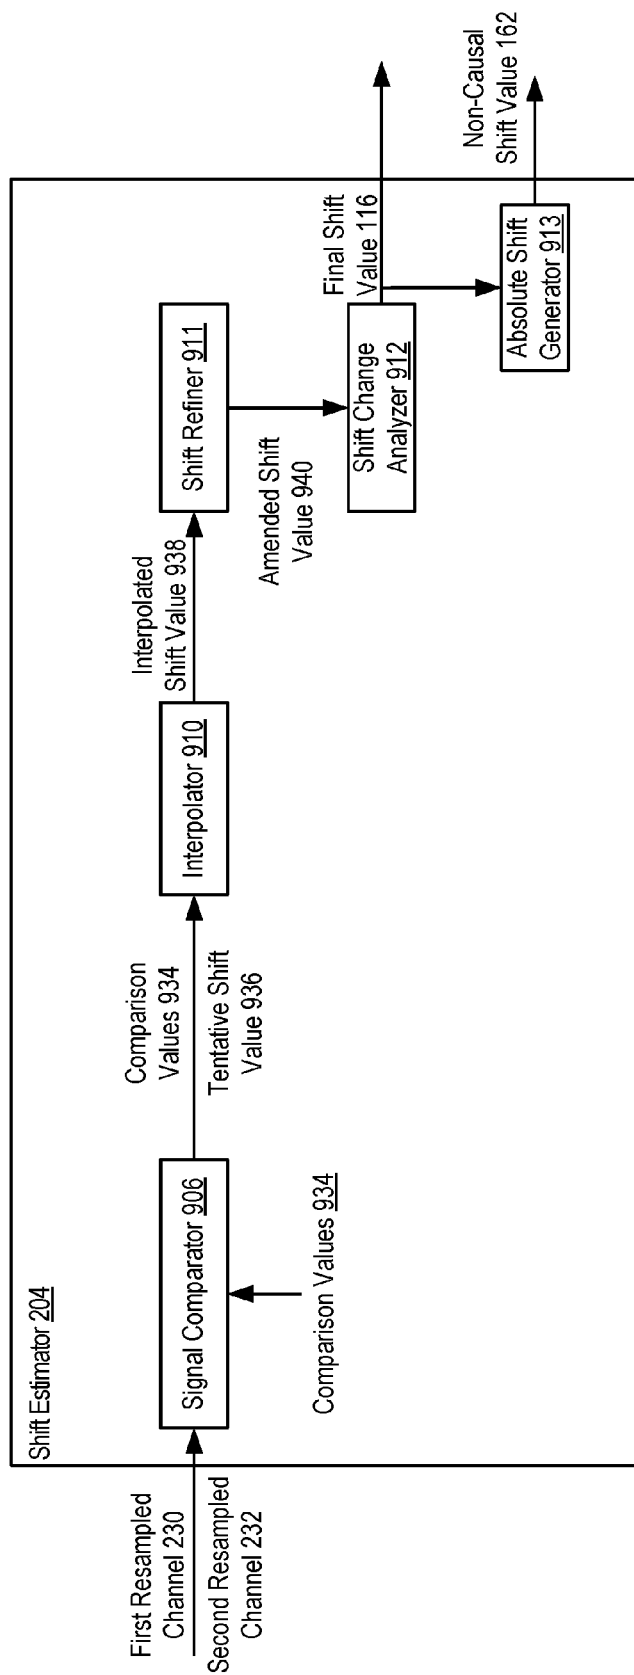 Shift Estimator 204
First Resampled
Channel 230
Second Resampled
Channel 232
Signal Comparator 906
Comparison Values 934
Comparison
Values 934
Tentative Shift
Value 936
Interpolator 910
Interpolated
Shift Value 938
Shift Refiner 911
Amended Shift
Value 940
Shift Change
Analyzer 912
Final Shift
Value 116
Absolute Shift
Generator 913
Non-Causal
Shift Value 162